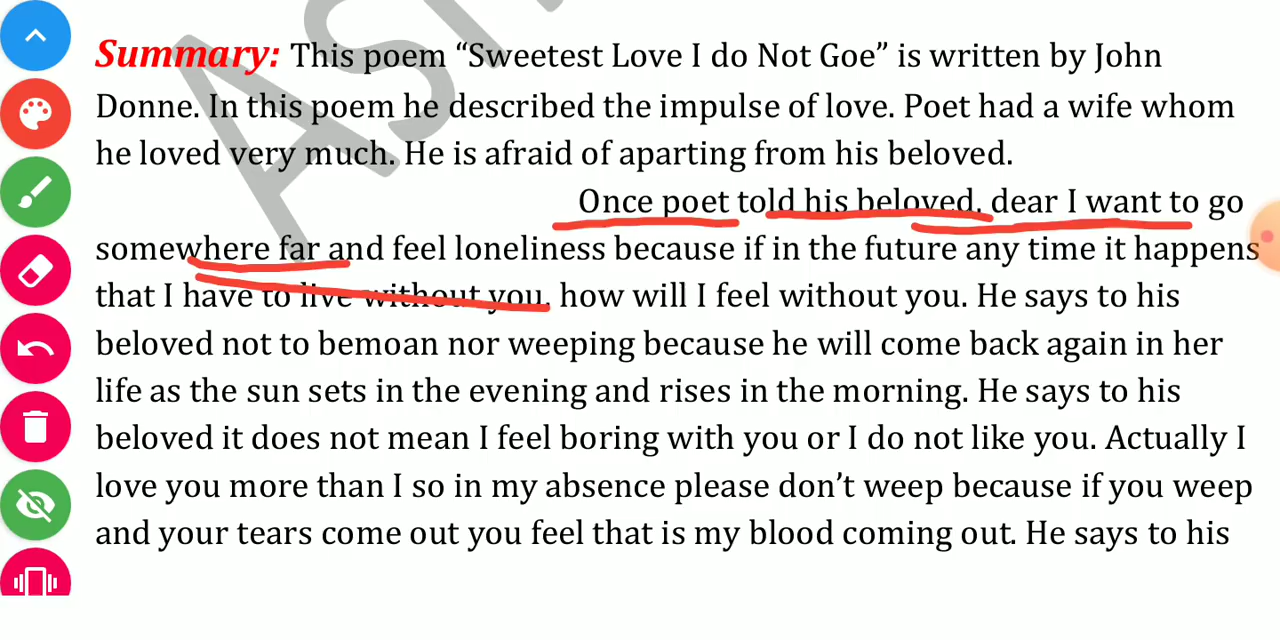 Summary: This poem “Sweetest Love I do Not Goe” is written by John
Donne. In this poem he described the impulse of love. Poet had a wife whom
he loved very much. He is afraid of aparting from his beloved.
Once poet told his beloved, dear I want to go
somewhere far and feel loneliness because if in the future any time it happens
that I have to live without you, how will I feel without you. He says to his
beloved not to bemoan nor weeping because he will come back again in her
life as the sun sets in the evening and rises in the morning. He says to his
beloved it does not mean I feel boring with you or I do not like you. Actually I
love you more than I so in my absence please don’t weep because if you weep
and your tears come out you feel that is my blood coming out. He says to his